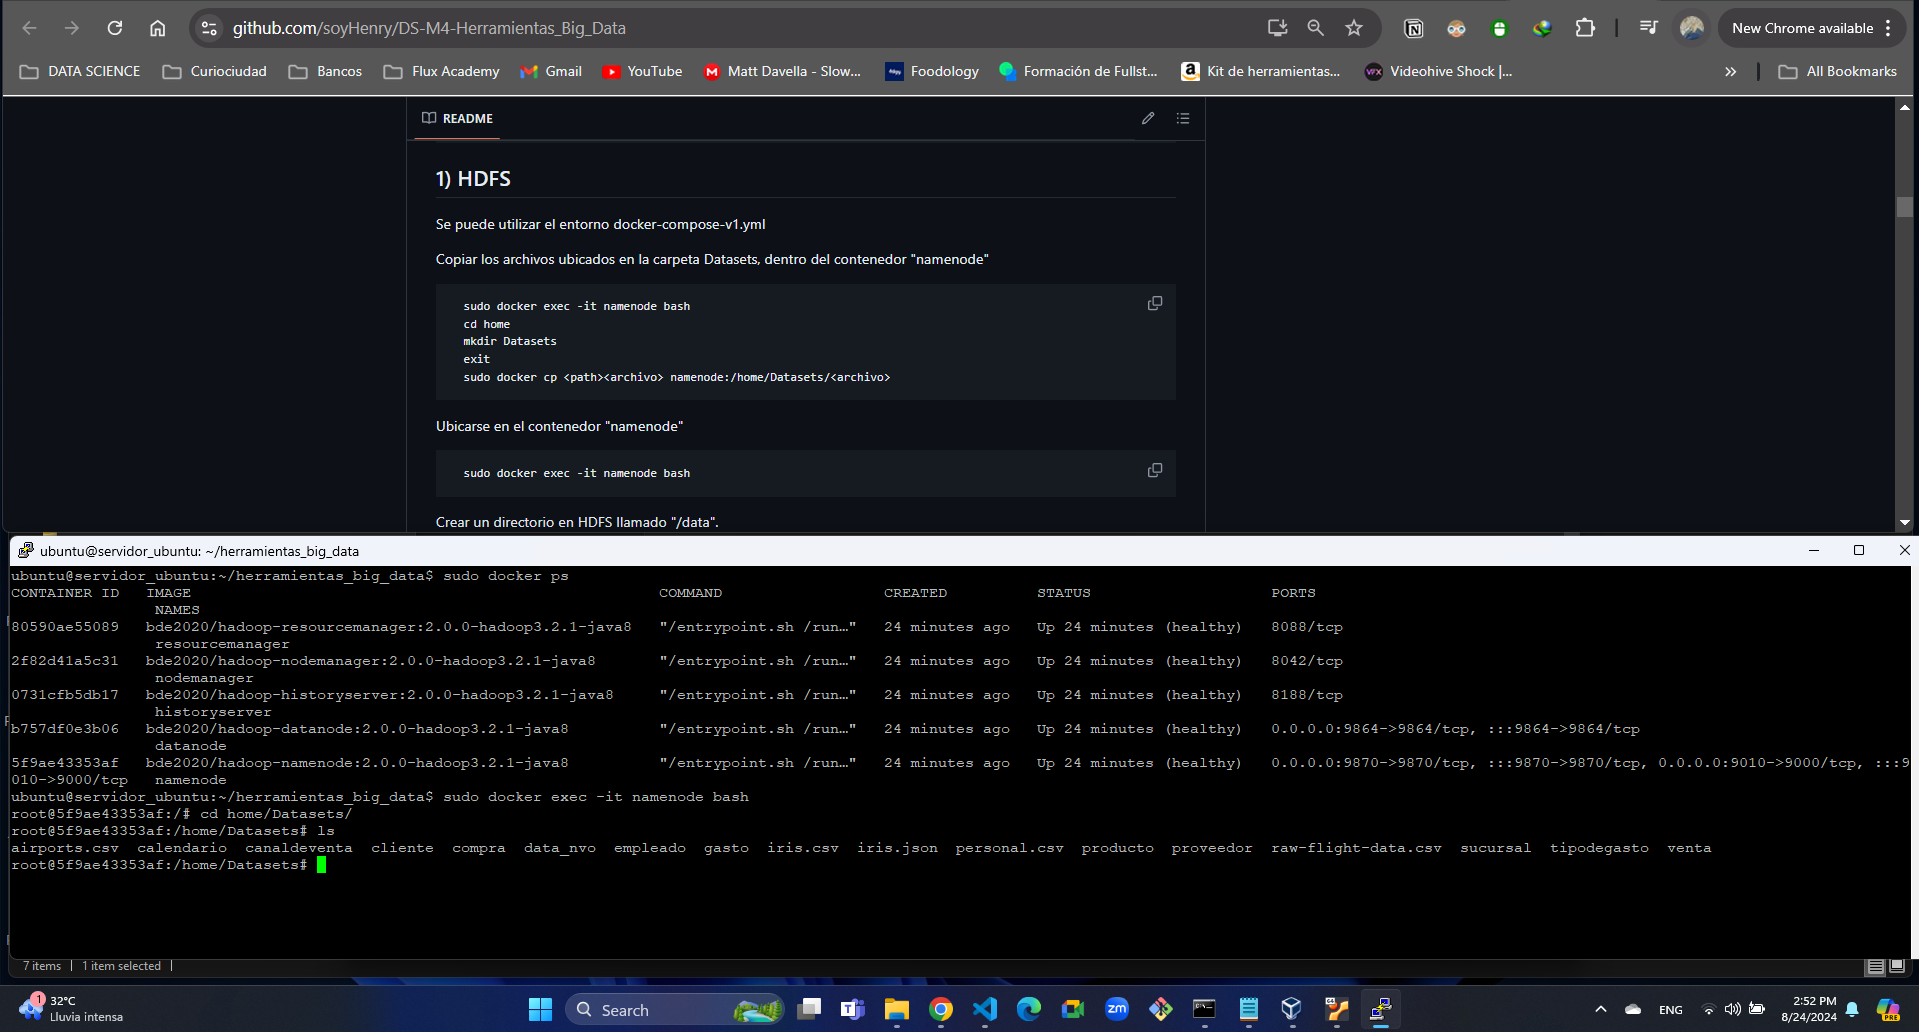 github.com/soyHenry/DS-M4-Herramientas_Big_Data
New Chrome available
DATA SCIENCE
Curiociudad
Bancos
Flux Academy
Gmail
YouTube
Matt Davella - Slow...
Foodology
Formación de Fullst...
Kit de herramientas...
Videohive Shock |...
»
All Bookmarks
README
1) HDFS
Se puede utilizar el entorno docker-compose-v1.yml
Copiar los archivos ubicados en la carpeta Datasets, dentro del contenedor "namenode"
sudo docker exec -it namenode bash
cd home
mkdir Datasets
exit
sudo docker cp <path><archivo> namenode:/home/Datasets/<archivo>
Ubicarse en el contenedor "namenode"
sudo docker exec -it namenode bash
Crear un directorio en HDFS llamado "/data".
ubuntu@servidor_ubuntu: ~/herramientas_big_data
ubuntu@servidor_ubuntu:~/herramientas_big_data$ sudo docker ps
CONTAINER ID IMAGE COMMAND CREATED STATUS PORTS
NAMES
80590ae55089 bde2020/hadoop-resourcemanager:2.0.0-hadoop3.2.1-java8 "/entrypoint.sh /run…" 24 minutes ago Up 24 minutes (healthy) 8088/tcp
resourcemanager
2f82d41a5c31 bde2020/hadoop-nodemanager:2.0.0-hadoop3.2.1-java8 "/entrypoint.sh /run…" 24 minutes ago Up 24 minutes (healthy) 8042/tcp
nodemanager
0731cfb5db17 bde2020/hadoop-historyserver:2.0.0-hadoop3.2.1-java8 "/entrypoint.sh /run…" 24 minutes ago Up 24 minutes (healthy) 8188/tcp
historyserver
b757df0e3b06 bde2020/hadoop-datanode:2.0.0-hadoop3.2.1-java8 "/entrypoint.sh /run…" 24 minutes ago Up 24 minutes (healthy) 0.0.0.0:9864->9864/tcp, :::9864->9864/tcp
datanode
5f9ae43353af bde2020/hadoop-namenode:2.0.0-hadoop3.2.1-java8 "/entrypoint.sh /run…" 24 minutes ago Up 24 minutes (healthy) 0.0.0.0:9870->9870/tcp, :::9870->9870/tcp, 0.0.0.0:9010->9000/tcp, :::9
010->9000/tcp namenode
ubuntu@servidor_ubuntu:~/herramientas_big_data$ sudo docker exec -it namenode bash
root@5f9ae43353af:/# cd home/Datasets/
root@5f9ae43353af:/home/Datasets# ls
airports.csv calendario canaldeventa cliente compra data_nvo empleado gasto iris.csv iris.json personal.csv producto proveedor raw-flight-data.csv sucursal tipodegasto venta
root@5f9ae43353af:/home/Datasets#
7 items | 1 item selected |
1
32°C
Lluvia intensa
Search
zm
ENG
2:52 PM
8/24/2024
PRE